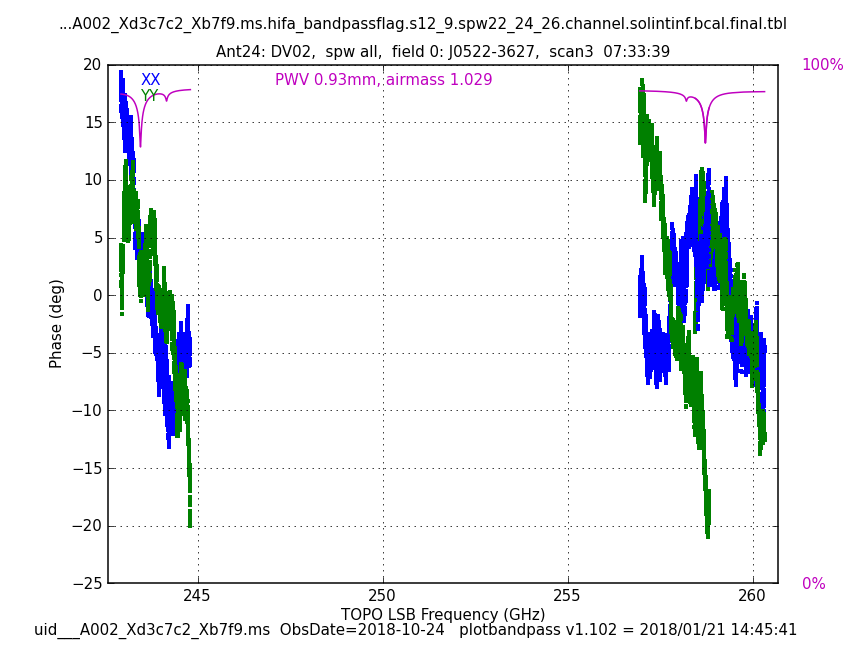 ...A002_Xd3c7c2_Xb7f9.ms.hifa_bandpassflag.s12_9.spw22_24_26.channel.solintinf.bcal.final.tbl
Ant24: DV02,  spw all,  field 0: J0522-3627,  scan3  07:33:39
20
100%
XX
PWV 0.93mm, airmass 1.029
YY
15
10
5
0
Phase (deg)
−5
−10
−15
−20
−25
0%
245
250
255
260
TOPO LSB Frequency (GHz)
uid___A002_Xd3c7c2_Xb7f9.ms  ObsDate=2018-10-24   plotbandpass v1.102 = 2018/01/21 14:45:41